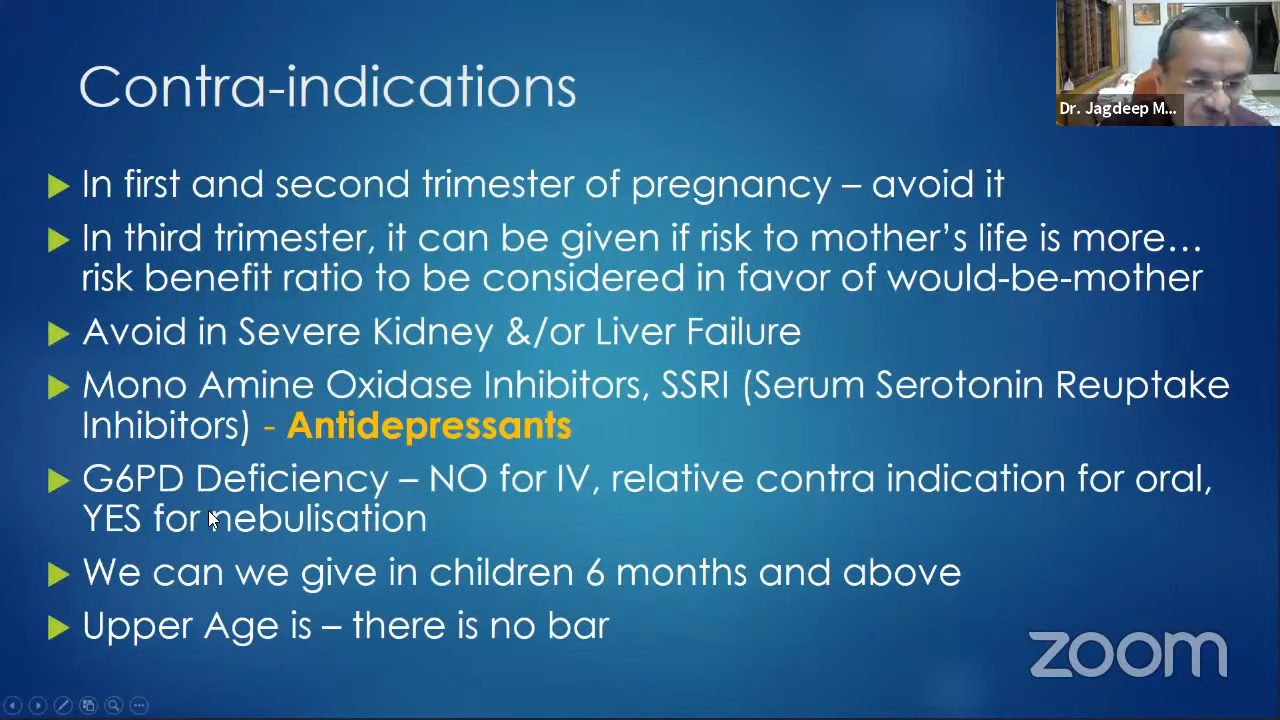 Contra-indications
Dr. Jagdeep M...
In first and second trimester of pregnancy – avoid it
In third trimester, it can be given if risk to mother's life is more…
risk benefit ratio to be considered in favor of would-be-mother
Avoid in Severe Kidney &/or Liver Failure
Mono Amine Oxidase Inhibitors, SSRI (Serum Serotonin Reuptake
Inhibitors) - Antidepressants
G6PD Deficiency – NO for IV, relative contra indication for oral,
YES for nebulisation
We can we give in children 6 months and above
Upper Age is – there is no bar
zoom